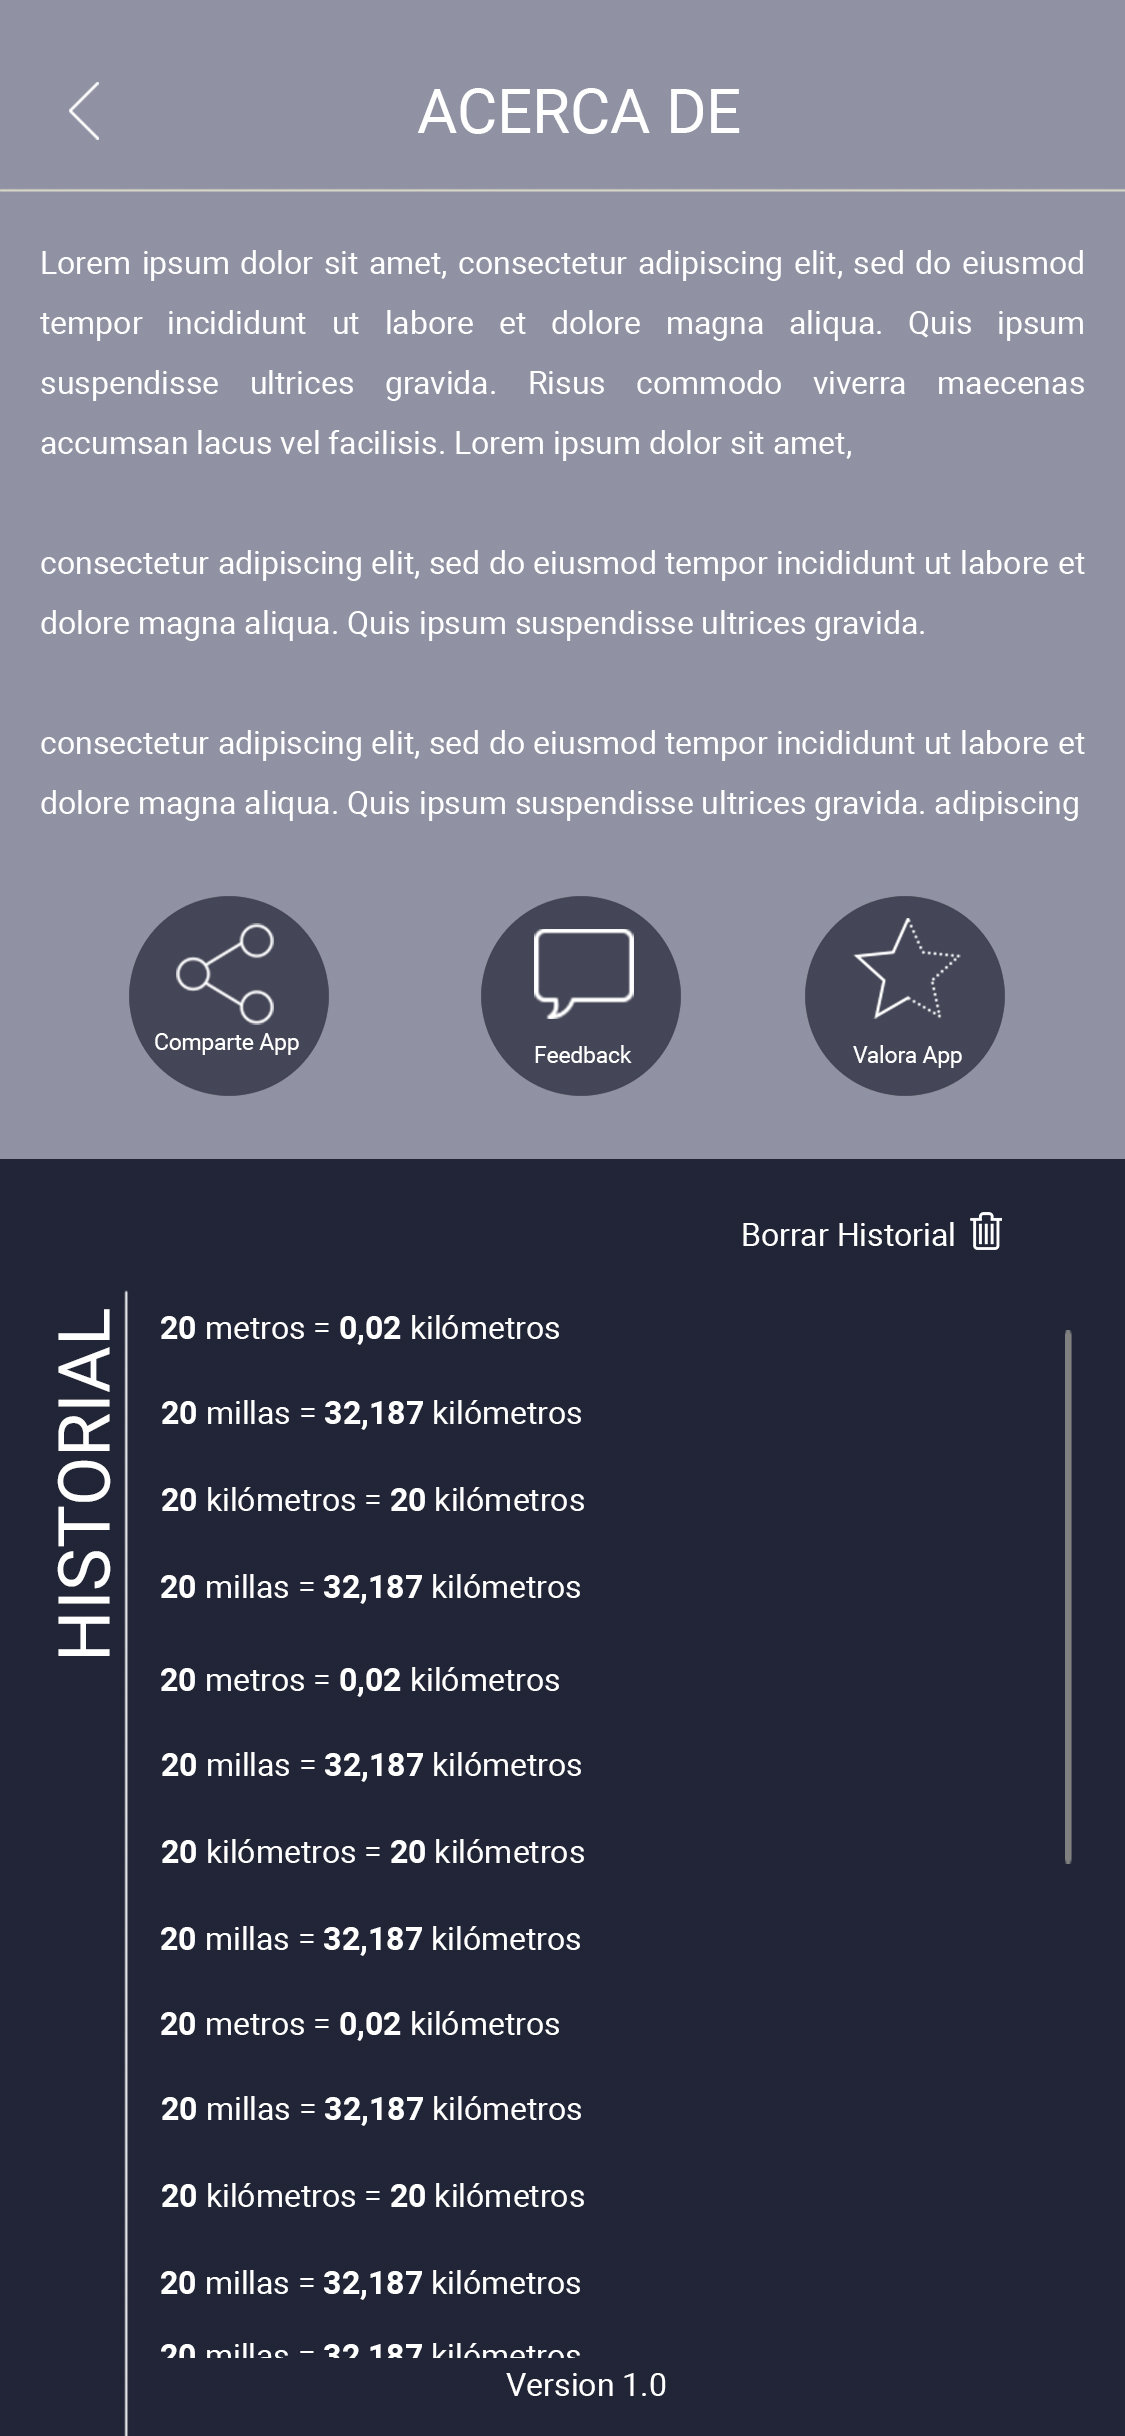 ACERCA DE
Lorem ipsum dolor sit amet, consectetur adipiscing elit, sed do eiusmod
tempor incididunt ut labore et dolore magna aliqua. Quis ipsum
suspendisse ultrices gravida. Risus commodo viverra maecenas
accumsan lacus vel facilisis. Lorem ipsum dolor sit amet,
consectetur adipiscing elit, sed do eiusmod tempor incididunt ut labore et
dolore magna aliqua. Quis ipsum suspendisse ultrices gravida.
consectetur adipiscing elit, sed do eiusmod tempor incididunt ut labore et
dolore magna aliqua. Quis ipsum suspendisse ultrices gravida. adipiscing
Comparte App
Feedback
Valora App
Borrar Historial
HISTORIAL
20 metros = 0,02 kilómetros
20 millas = 32,187 kilómetros
20 kilómetros = 20 kilómetros
20 millas = 32,187 kilómetros
20 metros = 0,02 kilómetros
20 millas = 32,187 kilómetros
20 kilómetros = 20 kilómetros
20 millas = 32,187 kilómetros
20 metros = 0,02 kilómetros
20 millas = 32,187 kilómetros
20 kilómetros = 20 kilómetros
20 millas = 32,187 kilómetros
20 millas = 32,187 kilómetros
Version 1.0